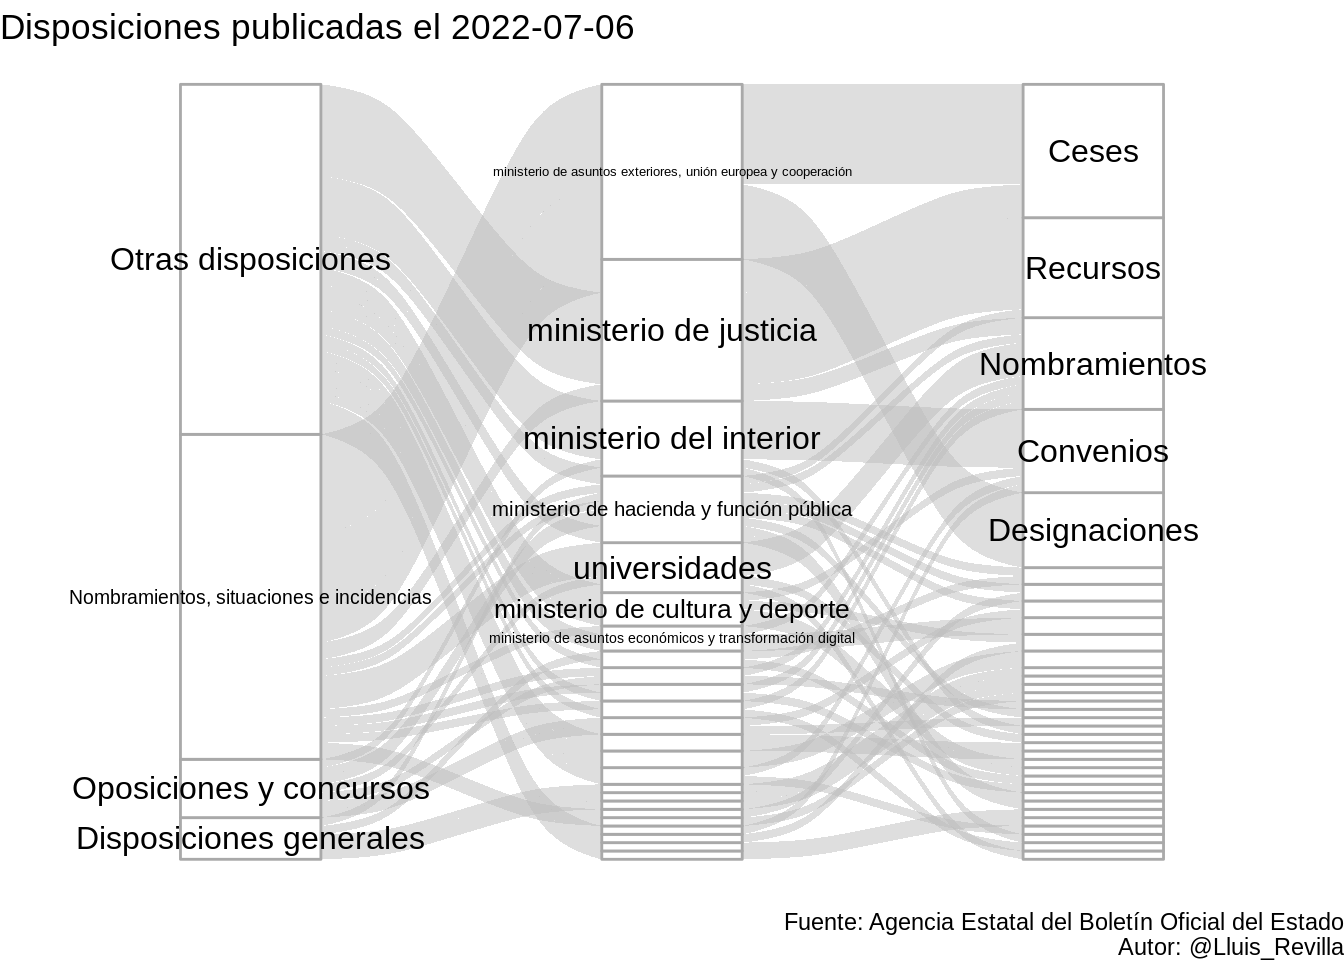 Disposiciones publicadas el 2022-07-06
Otras disposiciones
Nombramientos, situaciones e incidencias
Oposiciones y concursos
Disposiciones generales
ministerio de asuntos exteriores, unión europea y cooperación
ministerio de justicia
ministerio del interior
ministerio de hacienda y función pública
universidades
ministerio de cultura y deporte
ministerio de asuntos económicos y transformación digital
Ceses
Recursos
Nombramientos
Convenios
Designaciones
Fuente: Agencia Estatal del Boletín Oficial del Estado
Autor: @Lluis_Revilla